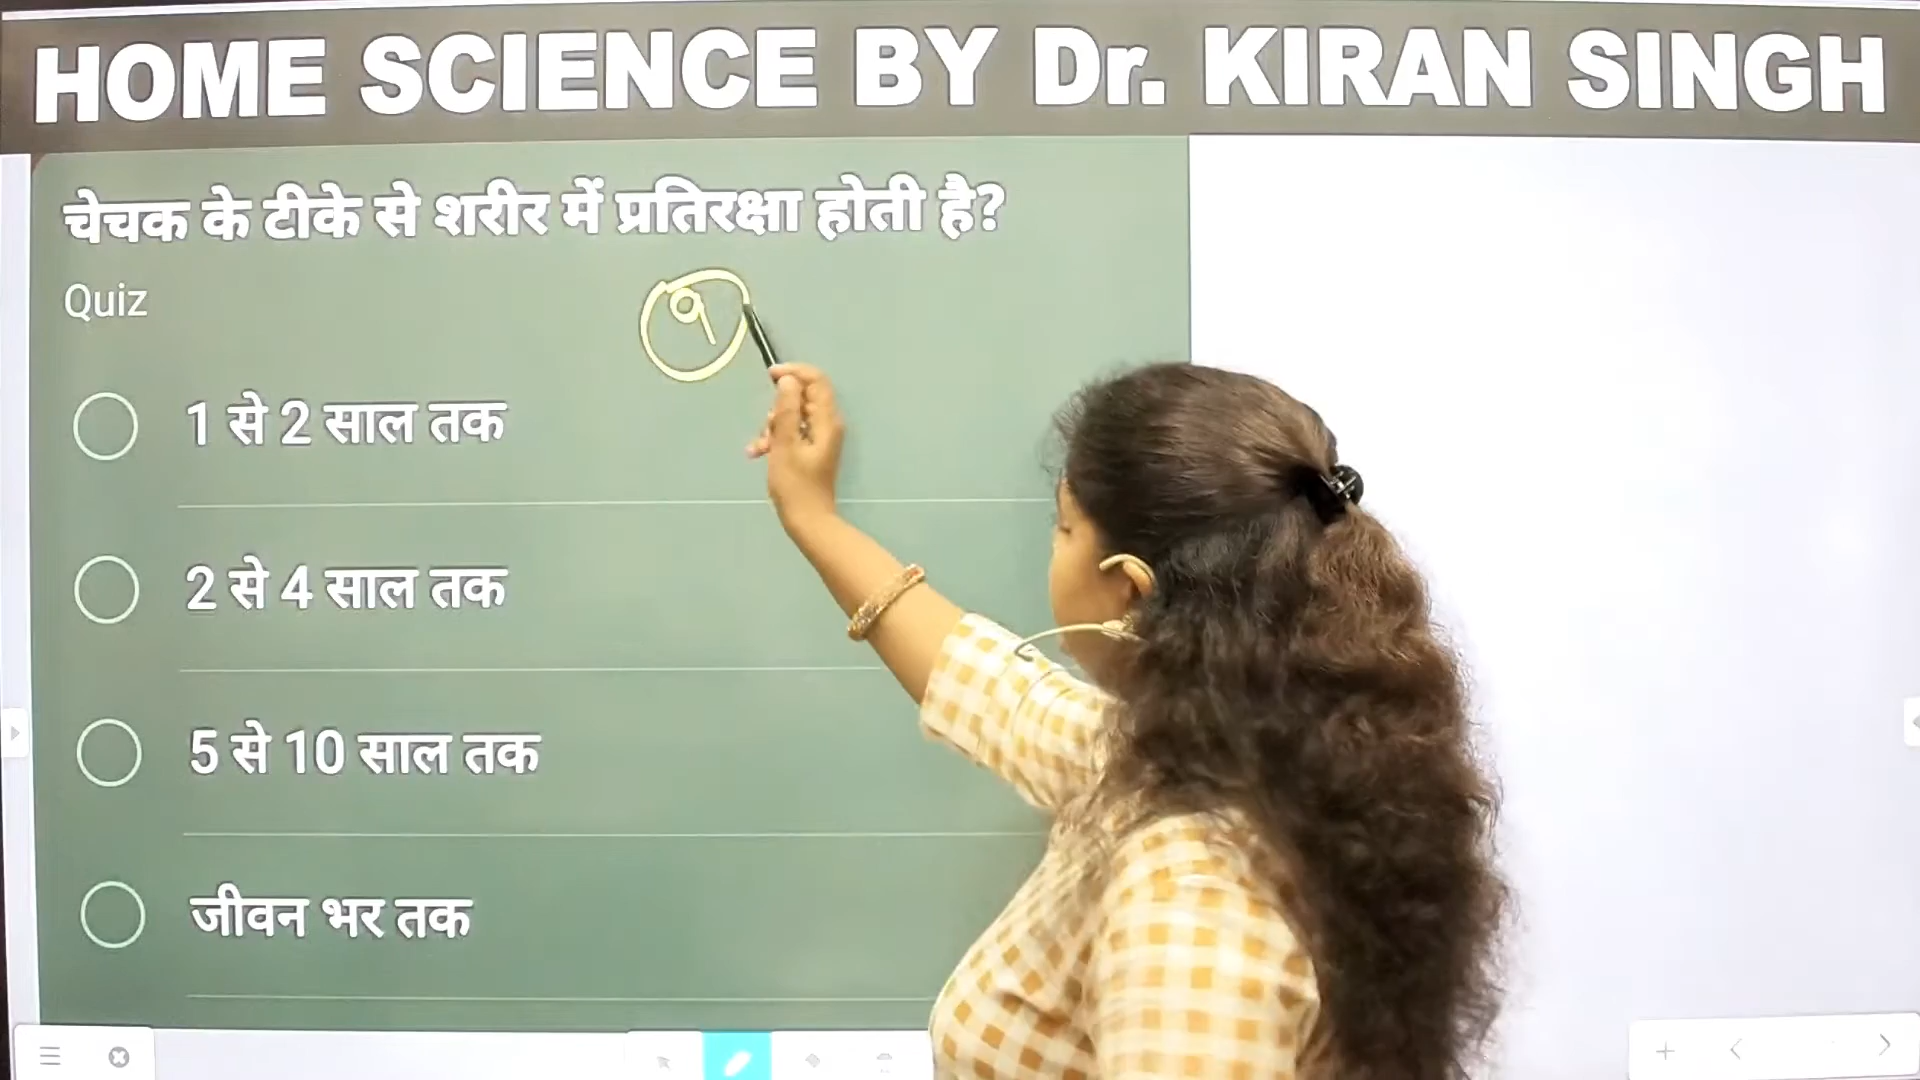 HOME SCIENCE BY Dr. KIRAN SINGH
चेचक के टीके से शरीर में प्रतिरक्षा होती है?
Quiz
१
1 से 2 साल तक
2 से 4 साल तक
5 से 10 साल तक
जीवन भर तक